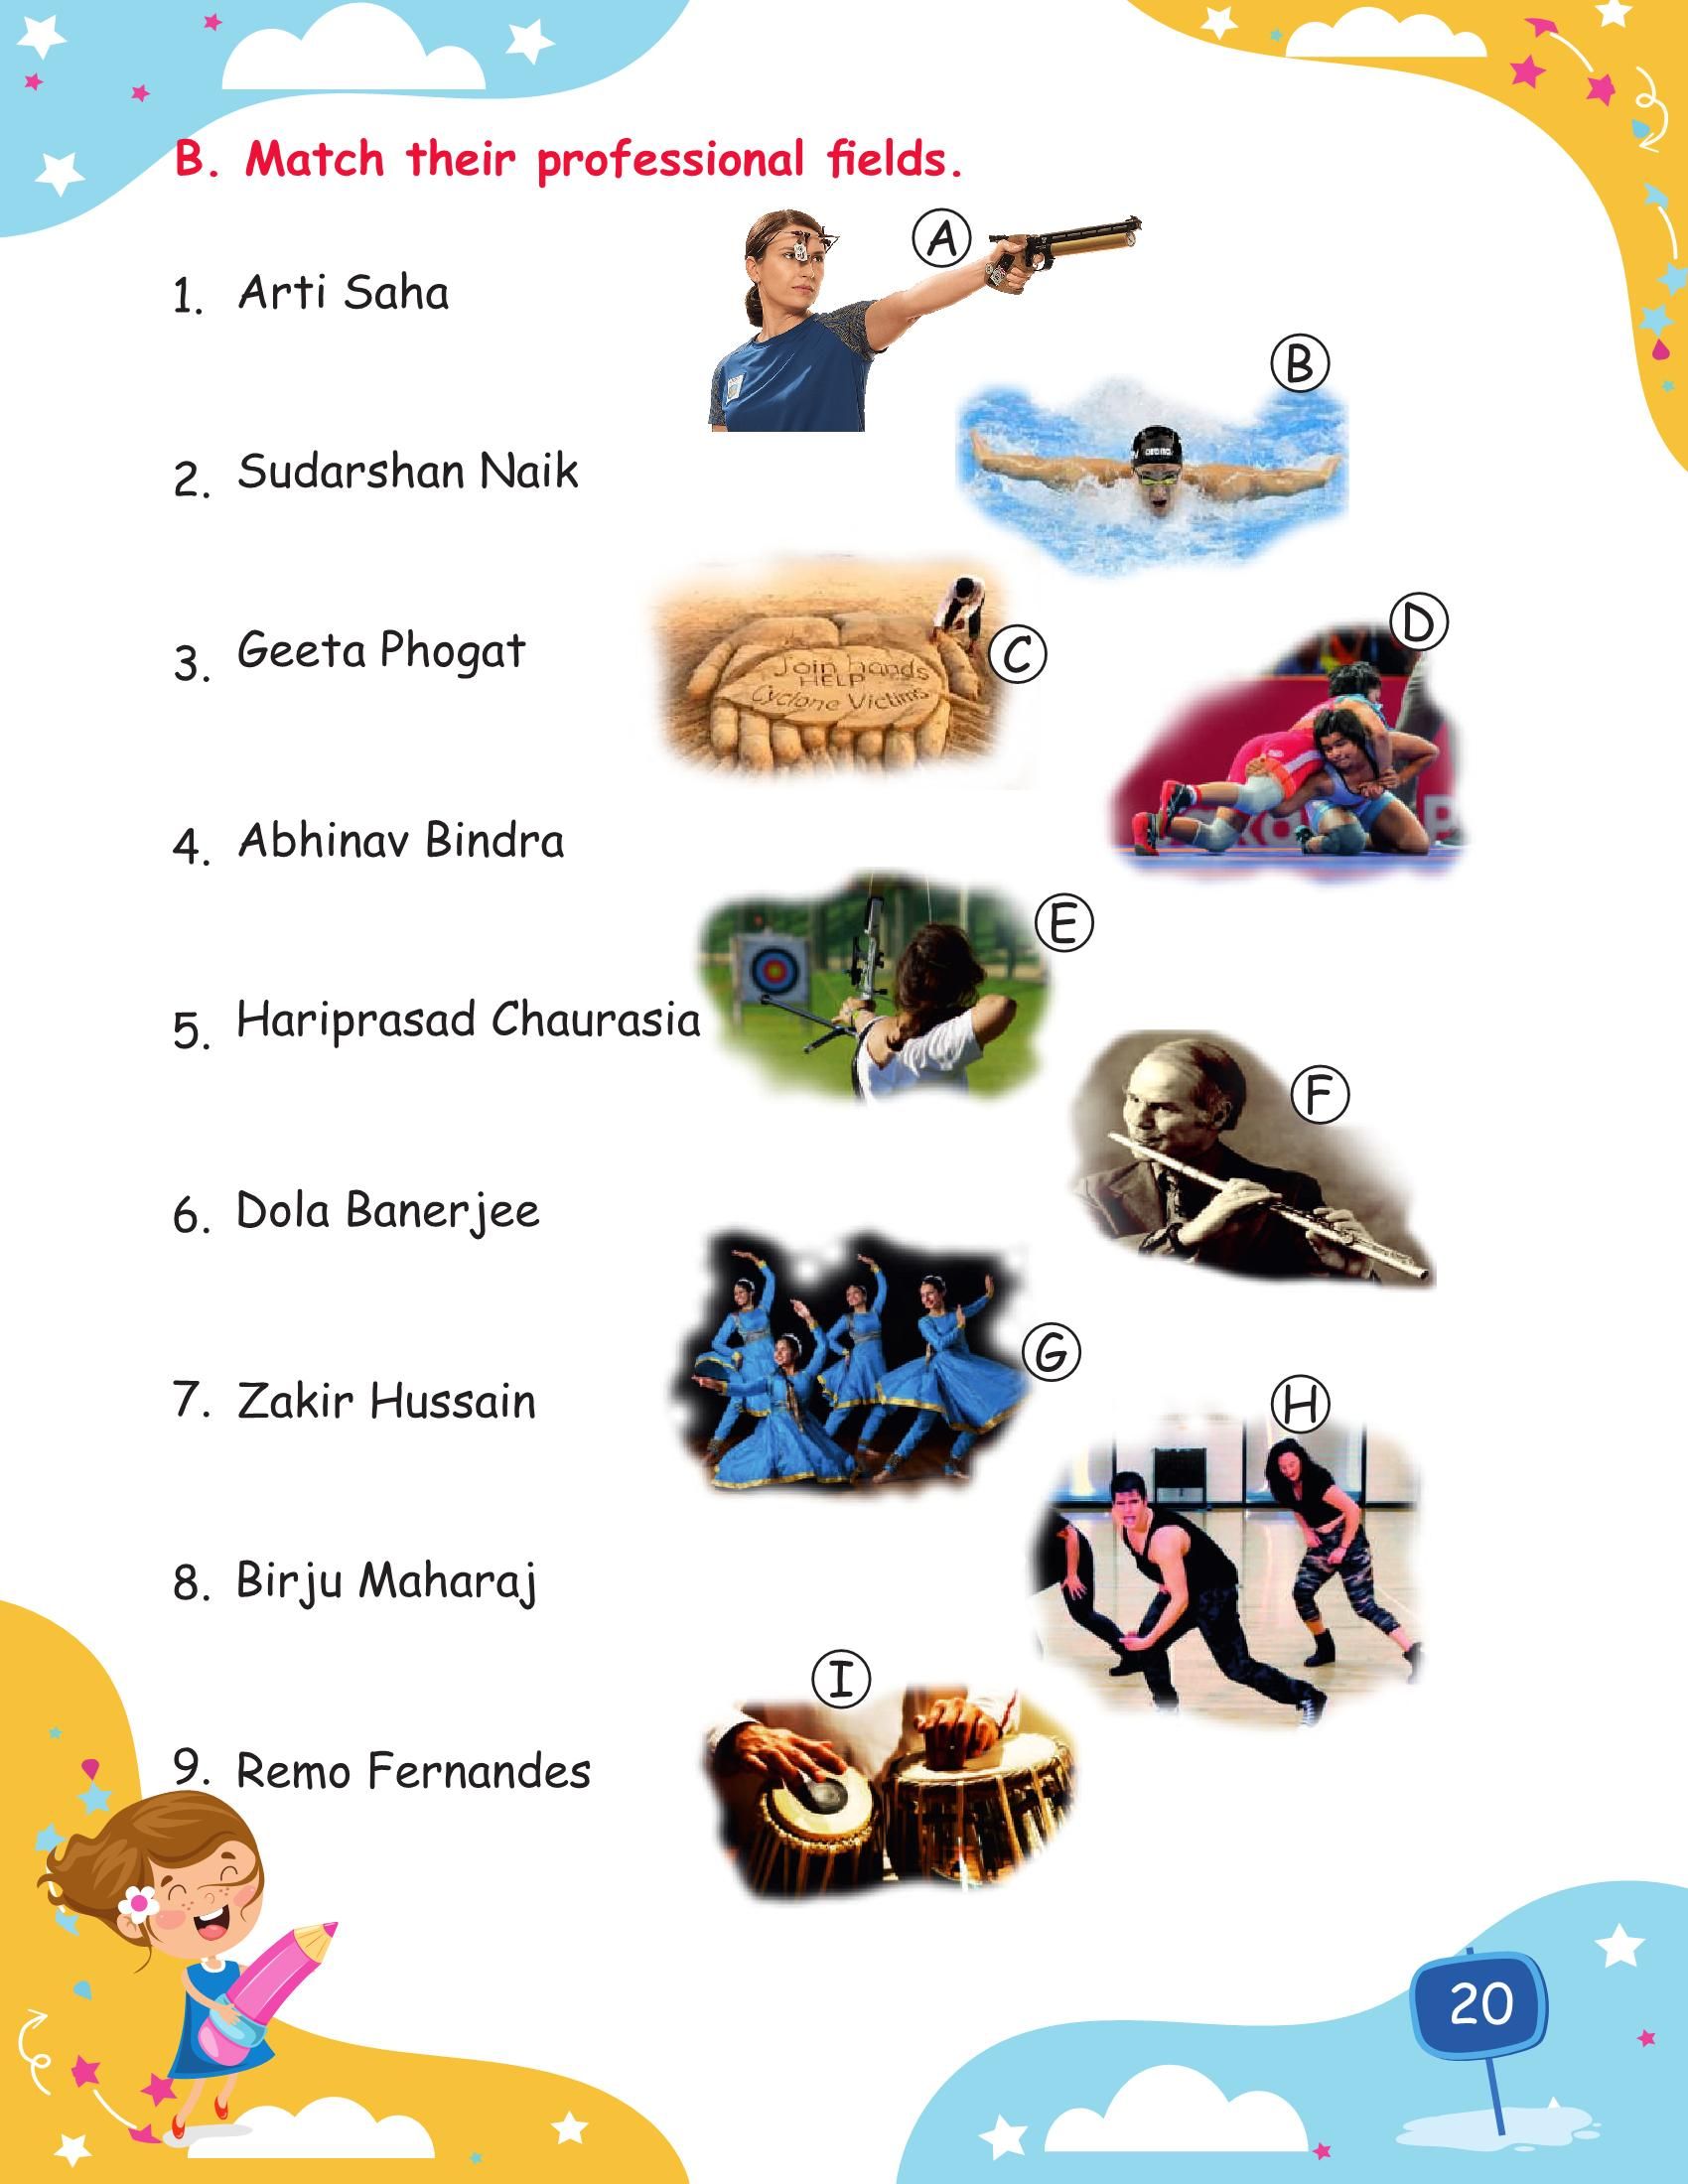 B. Match their professional fields.
A
1. Arti Saha
B
2. Sudarshan Naik
Join hands
HELP
Cyclone Victims
C
D
3. Geeta Phogat
4. Abhinav Bindra
E
5. Hariprasad Chaurasia
F
6. Dola Banerjee
G
7. Zakir Hussain
H
8. Birju Maharaj
I
9. Remo Fernandes
20